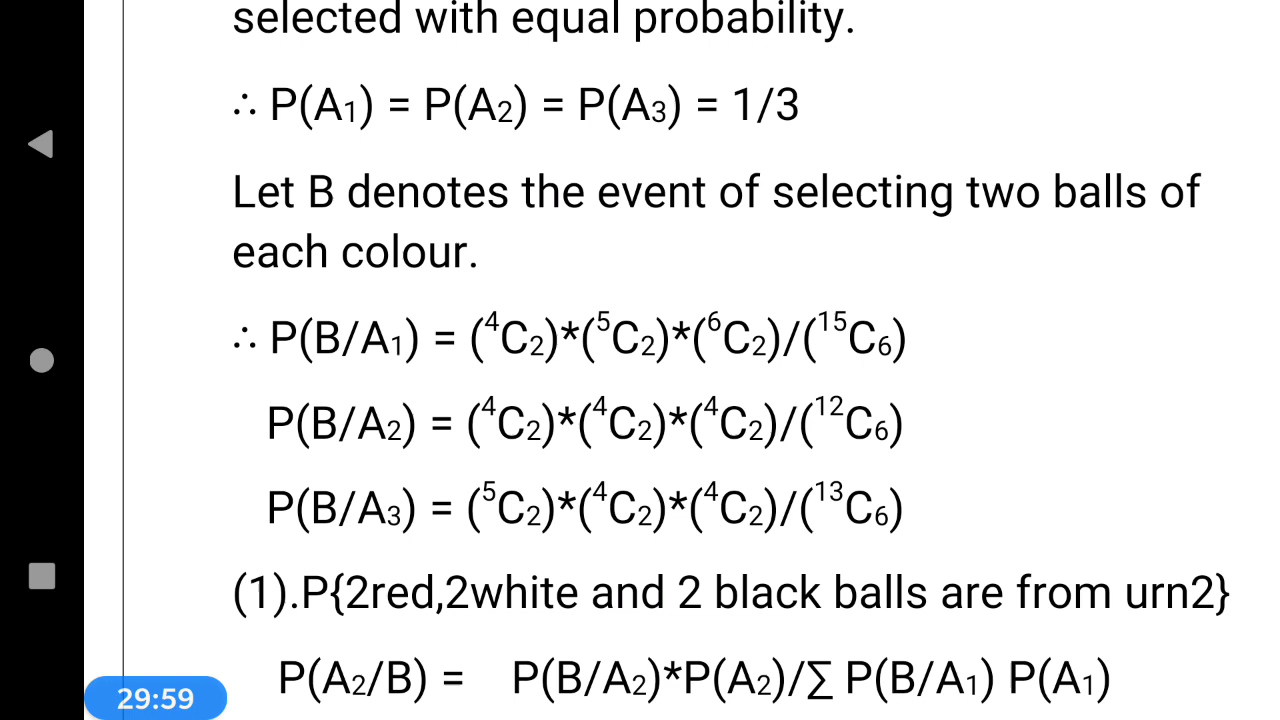 selected with equal probability.
∴ P(A₁) = P(A₂) = P(A₃) = 1/3
Let B denotes the event of selecting two balls of
each colour.
∴ P(B/A₁) = (⁴C₂)*(⁵C₂)*(⁶C₂)/(¹⁵C₆)
P(B/A₂) = (⁴C₂)*(⁴C₂)*(⁴C₂)/(¹²C₆)
P(B/A₃) = (⁵C₂)*(⁴C₂)*(⁴C₂)/(¹³C₆)
(1).P{2red,2white and 2 black balls are from urn2}
P(A₂/B) = P(B/A₂)*P(A₂)/∑ P(B/A₁) P(A₁)
29:59